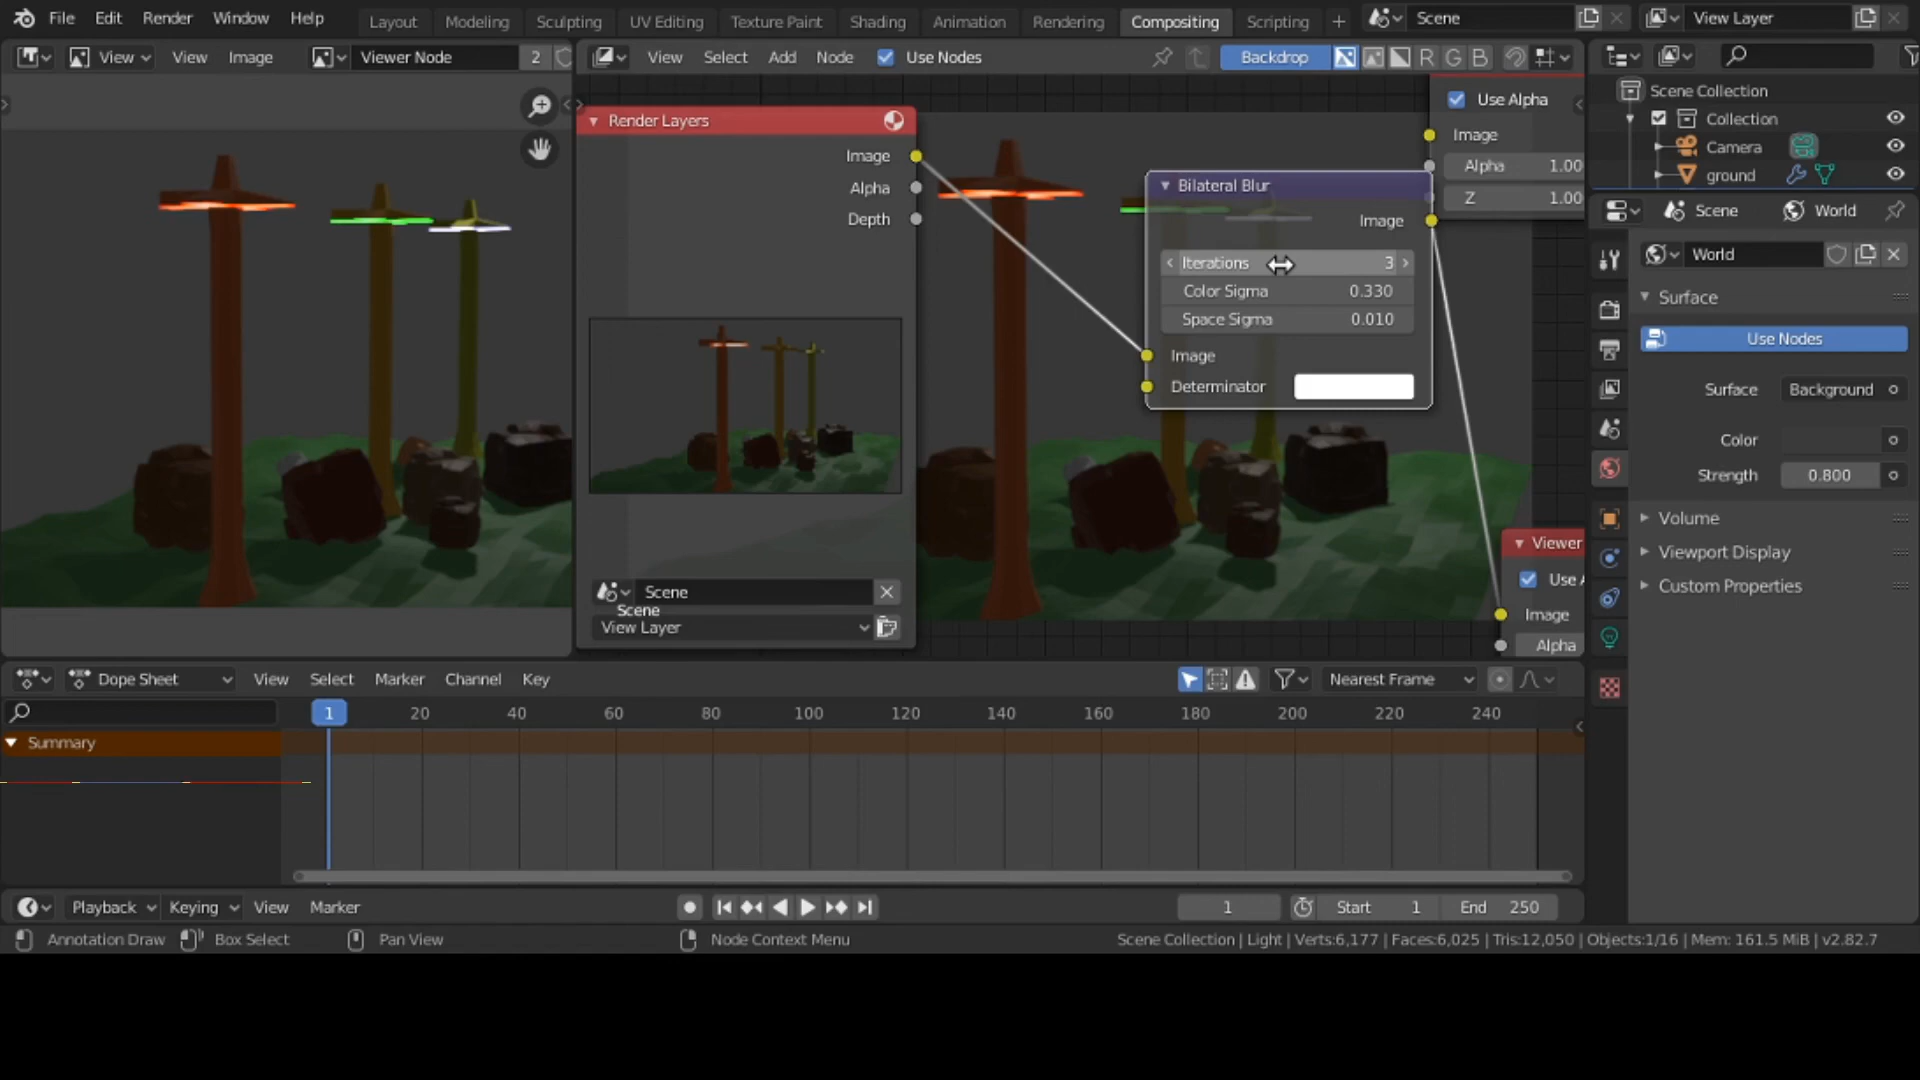 File Edit Render Window Help Layout Modeling Sculpting UV Editing Texture Paint Shading Animation Rendering Compositing Scripting + Scene View Layer
View View Image Viewer Node 2 View Select Add Node Use Nodes Backdrop R G B
Render Layers
Image
Alpha
Depth
Scene
Scene
View Layer
Bilateral Blur
Image
Iterations 3
Color Sigma 0.330
Space Sigma 0.010
Image
Determinator
Use Alpha
Image
Alpha 1.00
Z 1.00
Viewer
Use A
Image
Alpha
Scene Collection
Collection
Camera
ground
Scene World
World
Surface
Use Nodes
Surface Background
Color
Strength 0.800
Volume
Viewport Display
Custom Properties
Dope Sheet View Select Marker Channel Key Nearest Frame
1 20 40 60 80 100 120 140 160 180 200 220 240
Summary
Playback Keying View Marker 1 Start 1 End 250
Annotation Draw Box Select Pan View Node Context Menu Scene Collection | Light | Verts:6,177 | Faces:6,025 | Tris:12,050 | Objects:1/16 | Mem: 161.5 MiB | v2.82.7